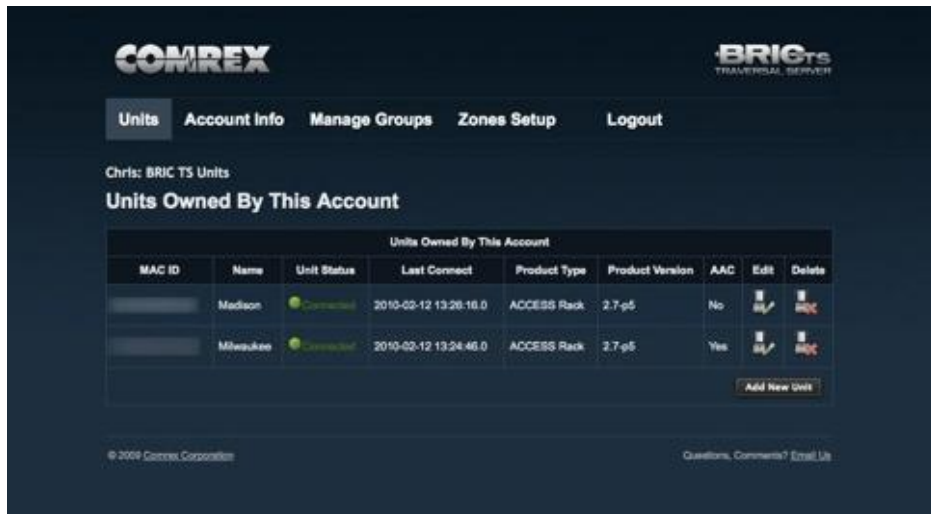 COMREX
BRIC TS
TRAVERSAL SERVER
Units Account Info Manage Groups Zones Setup Logout
Chris: BRIC TS Units
Units Owned By This Account
Units Owned By This Account
MAC ID Name Unit Status Last Connect Product Type Product Version AAC Edit Delete
Madison Connected 2010-02-12 13:26:16.0 ACCESS Rack 2.7-p5 No
Milwaukee Connected 2010-02-12 13:24:46.0 ACCESS Rack 2.7-p5 Yes
Add New Unit
© 2009 Comrex Corporation Questions, Comments? Email Us